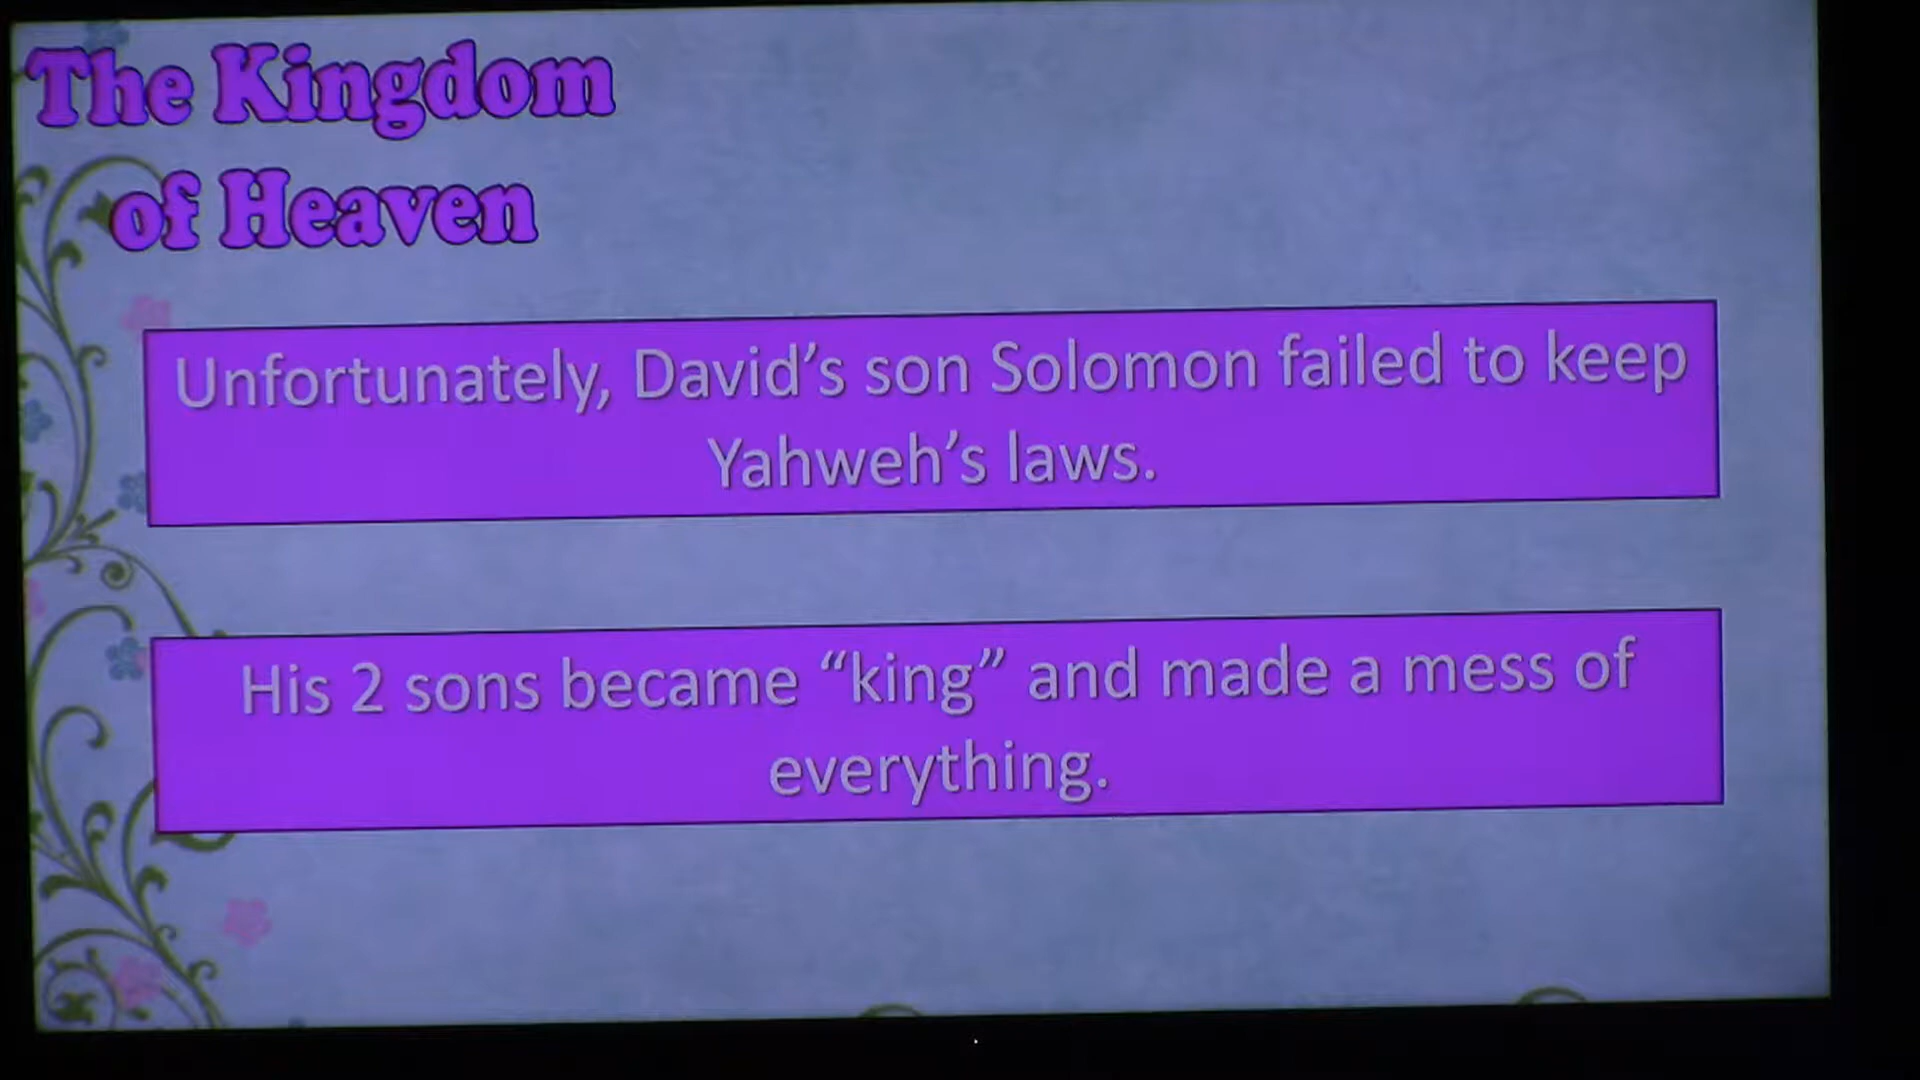 The Kingdom
of Heaven
Unfortunately, David’s son Solomon failed to keep
Yahweh’s laws.
His 2 sons became “king” and made a mess of
everything.